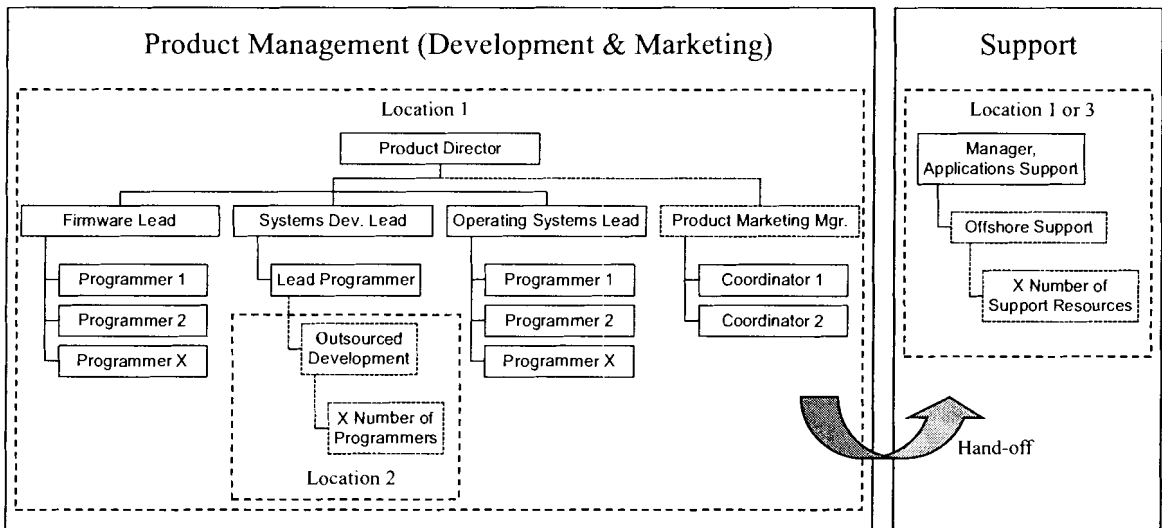 Product Management (Development & Marketing)
Location 1
Product Director
Firmware Lead
Programmer 1
Programmer 2
Programmer X
Systems Dev. Lead
Lead Programmer
Outsourced
Development
X Number of
Programmers
Location 2
Operating Systems Lead
Programmer 1
Programmer 2
Programmer X
Product Marketing Mgr.
Coordinator 1
Coordinator 2
Support
Location 1 or 3
Manager,
Applications Support
Offshore Support
X Number of
Support Resources
Hand-off